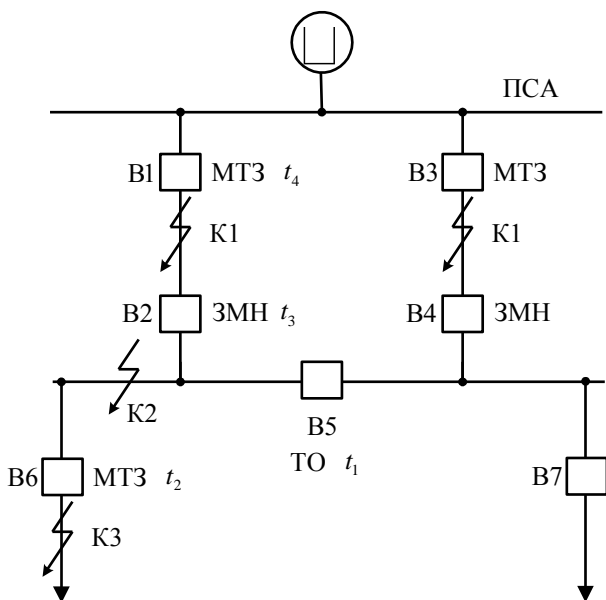 ПСА
В1 МТЗ t4 В3 МТЗ
К1 К1
В2 ЗМН t3 В4 ЗМН
К2 В5
ТО t1
В6 МТЗ t2 В7
К3